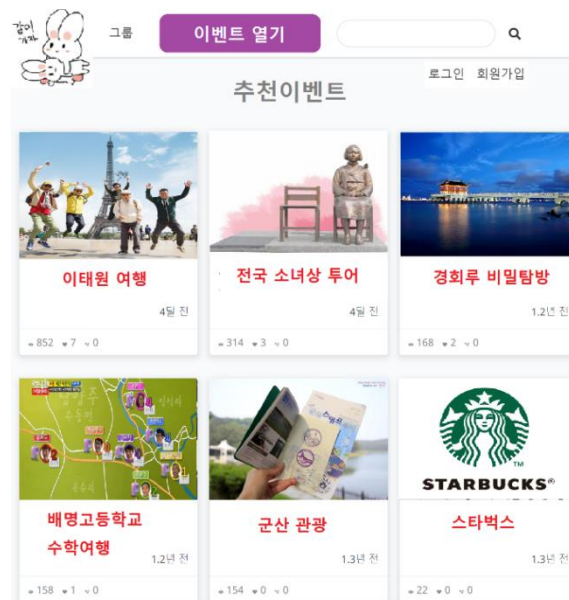 같이
가자
그룹
이벤트 열기
로그인 회원가입
추천이벤트
이태원 여행
4달 전
852 7 0
전국 소녀상 투어
4달 전
314 3 0
경회루 비밀탐방
1.2년 전
168 2 0
배명고등학교
수학여행
1.2년 전
158 1 0
군산 관광
1.3년 전
154 0 0
STARBUCKS®
스타벅스
1.3년 전
22 0 0